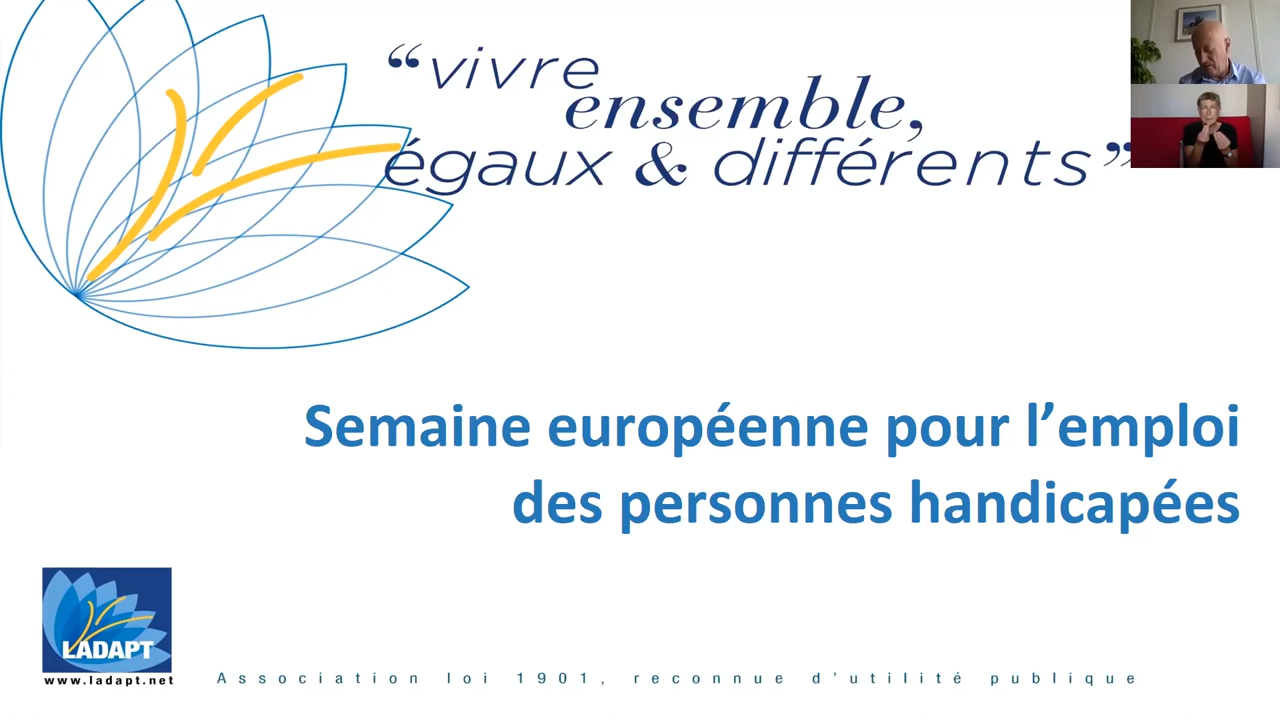 “vivre
ensemble,
égaux & différents”
Semaine européenne pour l’emploi
des personnes handicapées
LADAPT
www.ladapt.net
Association loi 1901, reconnue d’utilité publique